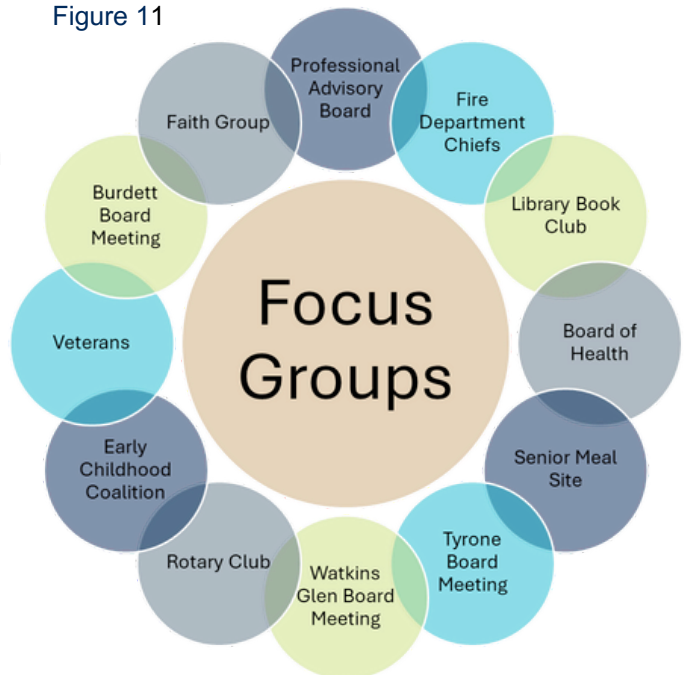 Figure 11
Professional
Advisory
Board
Fire
Department
Chiefs
Library Book
Club
Board of
Health
Senior Meal
Site
Tyrone
Board
Meeting
Watkins
Glen Board
Meeting
Rotary Club
Early
Childhood
Coalition
Veterans
Burdett
Board
Meeting
Faith Group
Focus
Groups